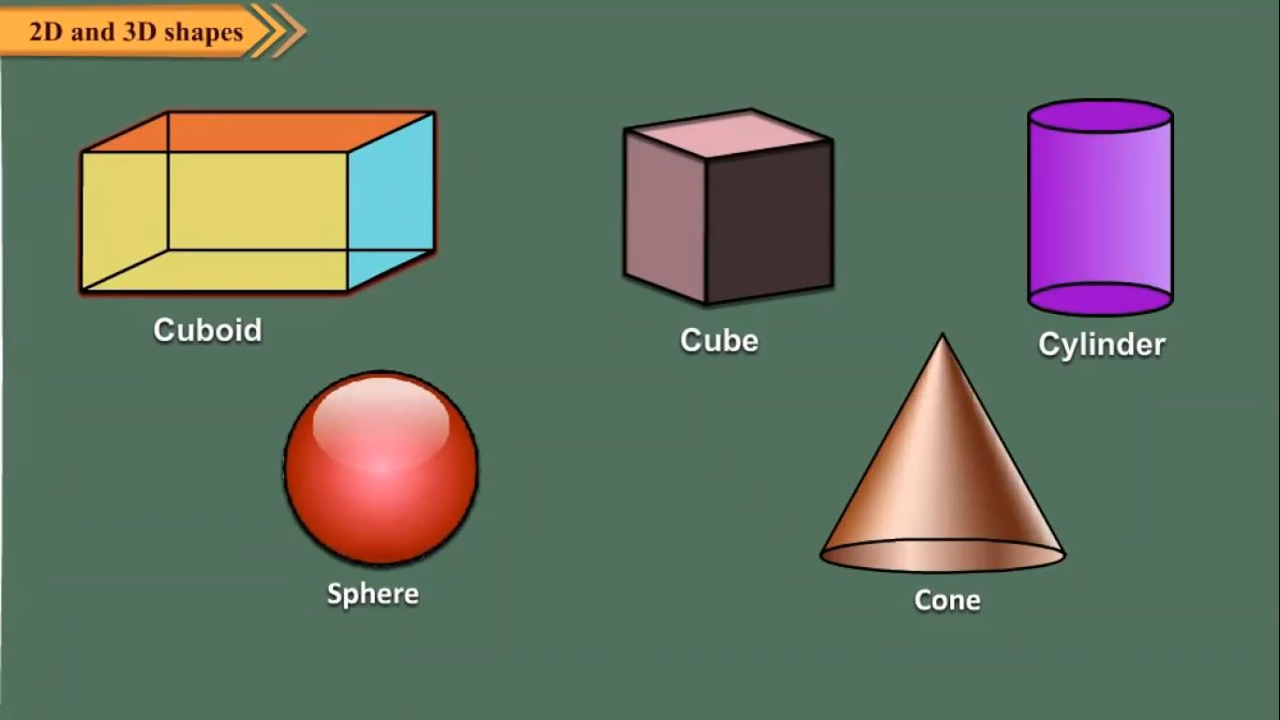 2D and 3D shapes
Cuboid
Cube
Cylinder
Sphere
Cone